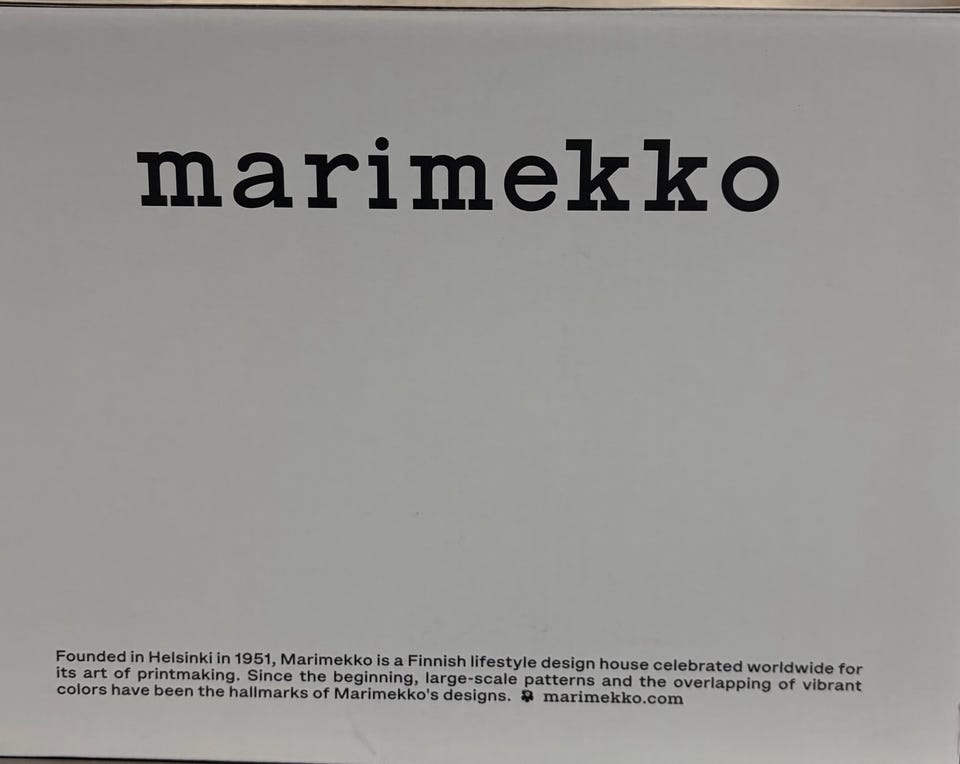 marimekko
Founded in Helsinki in 1951, Marimekko is a Finnish lifestyle design house celebrated worldwide for
its art of printmaking. Since the beginning, large-scale patterns and the overlapping of vibrant
colors have been the hallmarks of Marimekko's designs. marimekko.com